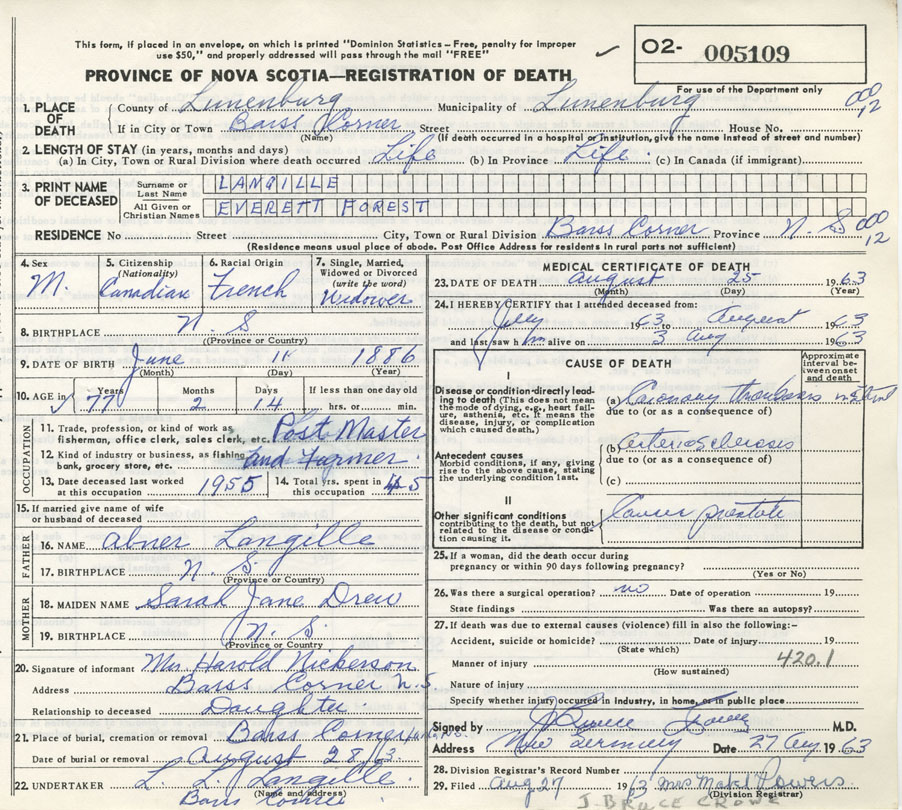 This form, if placed in an envelope, on which is printed "Dominion Statistics – Free, penalty for improper
use $50," and properly addressed will pass through the mail "FREE"
O2- 005109
For use of the Department only
PROVINCE OF NOVA SCOTIA—REGISTRATION OF DEATH
1. PLACE OF DEATH
County of Lunenburg Municipality of Lunenburg
000 12
If in City or Town Barss Corner Street House No.
(Name) (If death occurred in a hospital or institution, give the name instead of street and number)
2. LENGTH OF STAY (in years, months and days)
(a) In City, Town or Rural Division where death occurred Life (b) In Province Life (c) In Canada (if immigrant)
3. PRINT NAME OF DECEASED
Surname or Last Name LANGILLE
All Given or Christian Names EVERETT FOREST
RESIDENCE No Street City, Town or Rural Division Barss Corner Province N. S 000 12
(Residence means usual place of abode. Post Office Address for residents in rural parts not sufficient)
4. Sex M.
5. Citizenship (Nationality) Canadian
6. Racial Origin French
7. Single, Married, Widowed or Divorced (write the word) Widower
8. BIRTHPLACE N. S
(Province or Country)
9. DATE OF BIRTH June 11 1886
(Month) (Day) (Year)
10. AGE in Years 77 Months 2 Days 14 If less than one day hrs. or min.
OCCUPATION
11. Trade, profession, or kind of work as fisherman, office clerk, sales clerk, etc. Post Master
12. Kind of industry or business, as fishing bank, grocery store, etc. and Farmer
13. Date deceased last worked at this occupation 1955
14. Total yrs. spent in this occupation 45
15. If married give name of wife or husband of deceased
FATHER
16. NAME Abner Langille
17. BIRTHPLACE N. S.
(Province or Country)
MOTHER
18. MAIDEN NAME Sarah Jane Drew
19. BIRTHPLACE N. S.
(Province or Country)
20. Signature of informant Mrs Harold Nickerson
Address Barss Corner N. S.
Relationship to deceased Daughter
21. Place of burial, cremation or removal Barss Corner
Date of burial or removal August 28 63
22. UNDERTAKER L. L. Langille
(Name and address)
Barss Corner
MEDICAL CERTIFICATE OF DEATH
23. DATE OF DEATH August 25 1963
(Month) (Day) (Year)
24. I HEREBY CERTIFY that I attended deceased from:
July 1963 to August 1963
and last saw him alive on 3 Aug 1963
CAUSE OF DEATH
Approximate interval between onset and death
I
Disease or condition directly leading to death (This does not mean the mode of dying, e.g., heart failure, asthenia, etc. It means the disease, injury, or complication which caused death.)
(a) Coronary thrombosis
due to (or as a consequence of)
Antecedent causes
Morbid conditions, if any, giving rise to the above cause, stating the underlying condition last.
(b) arteriosclerosis
due to (or as a consequence of)
(c)
II
Other significant conditions contributing to the death, but not related to the disease or condition causing it.
Cancer prostate
25. If a woman, did the death occur during pregnancy or within 90 days following pregnancy?
(Yes or No)
26. Was there a surgical operation? no Date of operation 19
State findings Was there an autopsy?
27. If death was due to external causes (violence) fill in also the following:–
Accident, suicide or homicide? Date of injury 19
(State which)
Manner of injury 420.1
(How sustained)
Nature of injury
Specify whether injury occurred in industry, in home, or in public place
Signed by J Bruce Crowe M.D.
Address New Germany Date 27 Aug 1963
28. Division Registrar's Record Number
29. Filed Aug 27 1963 Mrs Mabel Powers
(Division Registrar)
J. BRUCE CROWE